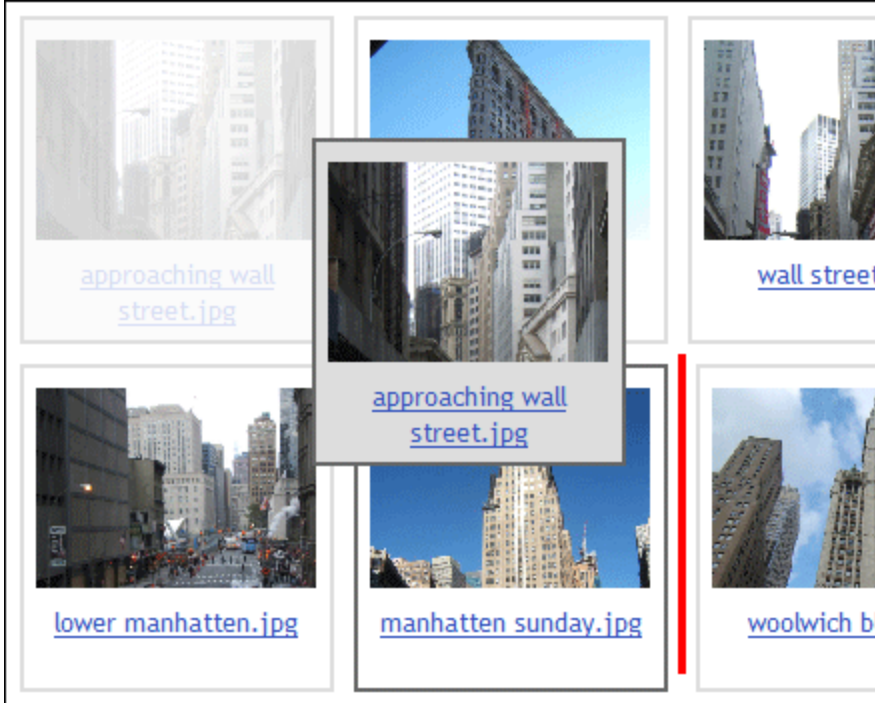 approaching wall
street.jpg
wall street
approaching wall
street.jpg
lower manhatten.jpg
manhatten sunday.jpg
woolwich b